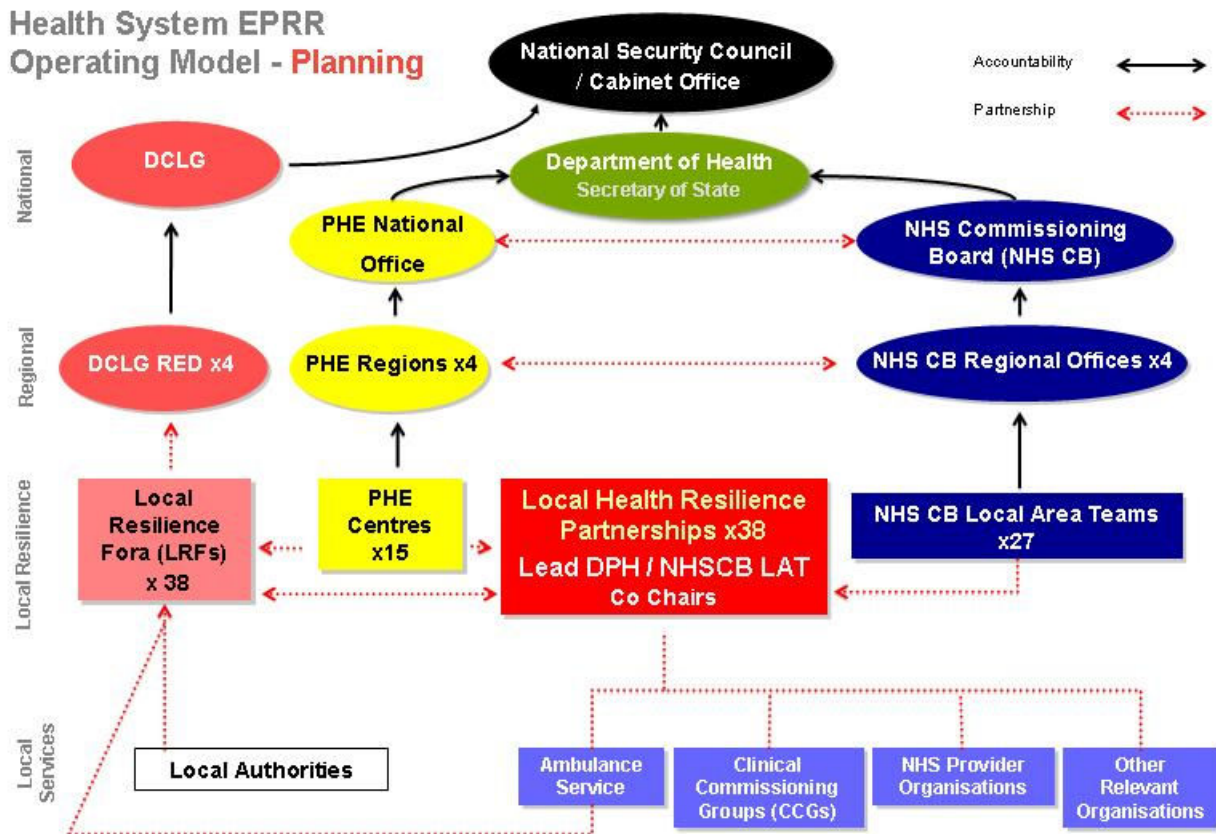 Health System EPRR
Operating Model - Planning
National Security Council
/ Cabinet Office
Accountability
Partnership
National
DCLG
Department of Health
Secretary of State
PHE National
Office
NHS Commissioning
Board (NHS CB)
Regional
DCLG RED x4
PHE Regions x4
NHS CB Regional Offices x4
Local Resilience
Local
Resilience
Fora (LRFs)
x 38
PHE
Centres
x15
Local Health Resilience
Partnerships x38
Lead DPH / NHSCB LAT
Co Chairs
NHS CB Local Area Teams
x27
Local
Services
Local Authorities
Ambulance
Service
Clinical
Commissioning
Groups (CCGs)
NHS Provider
Organisations
Other
Relevant
Organisations